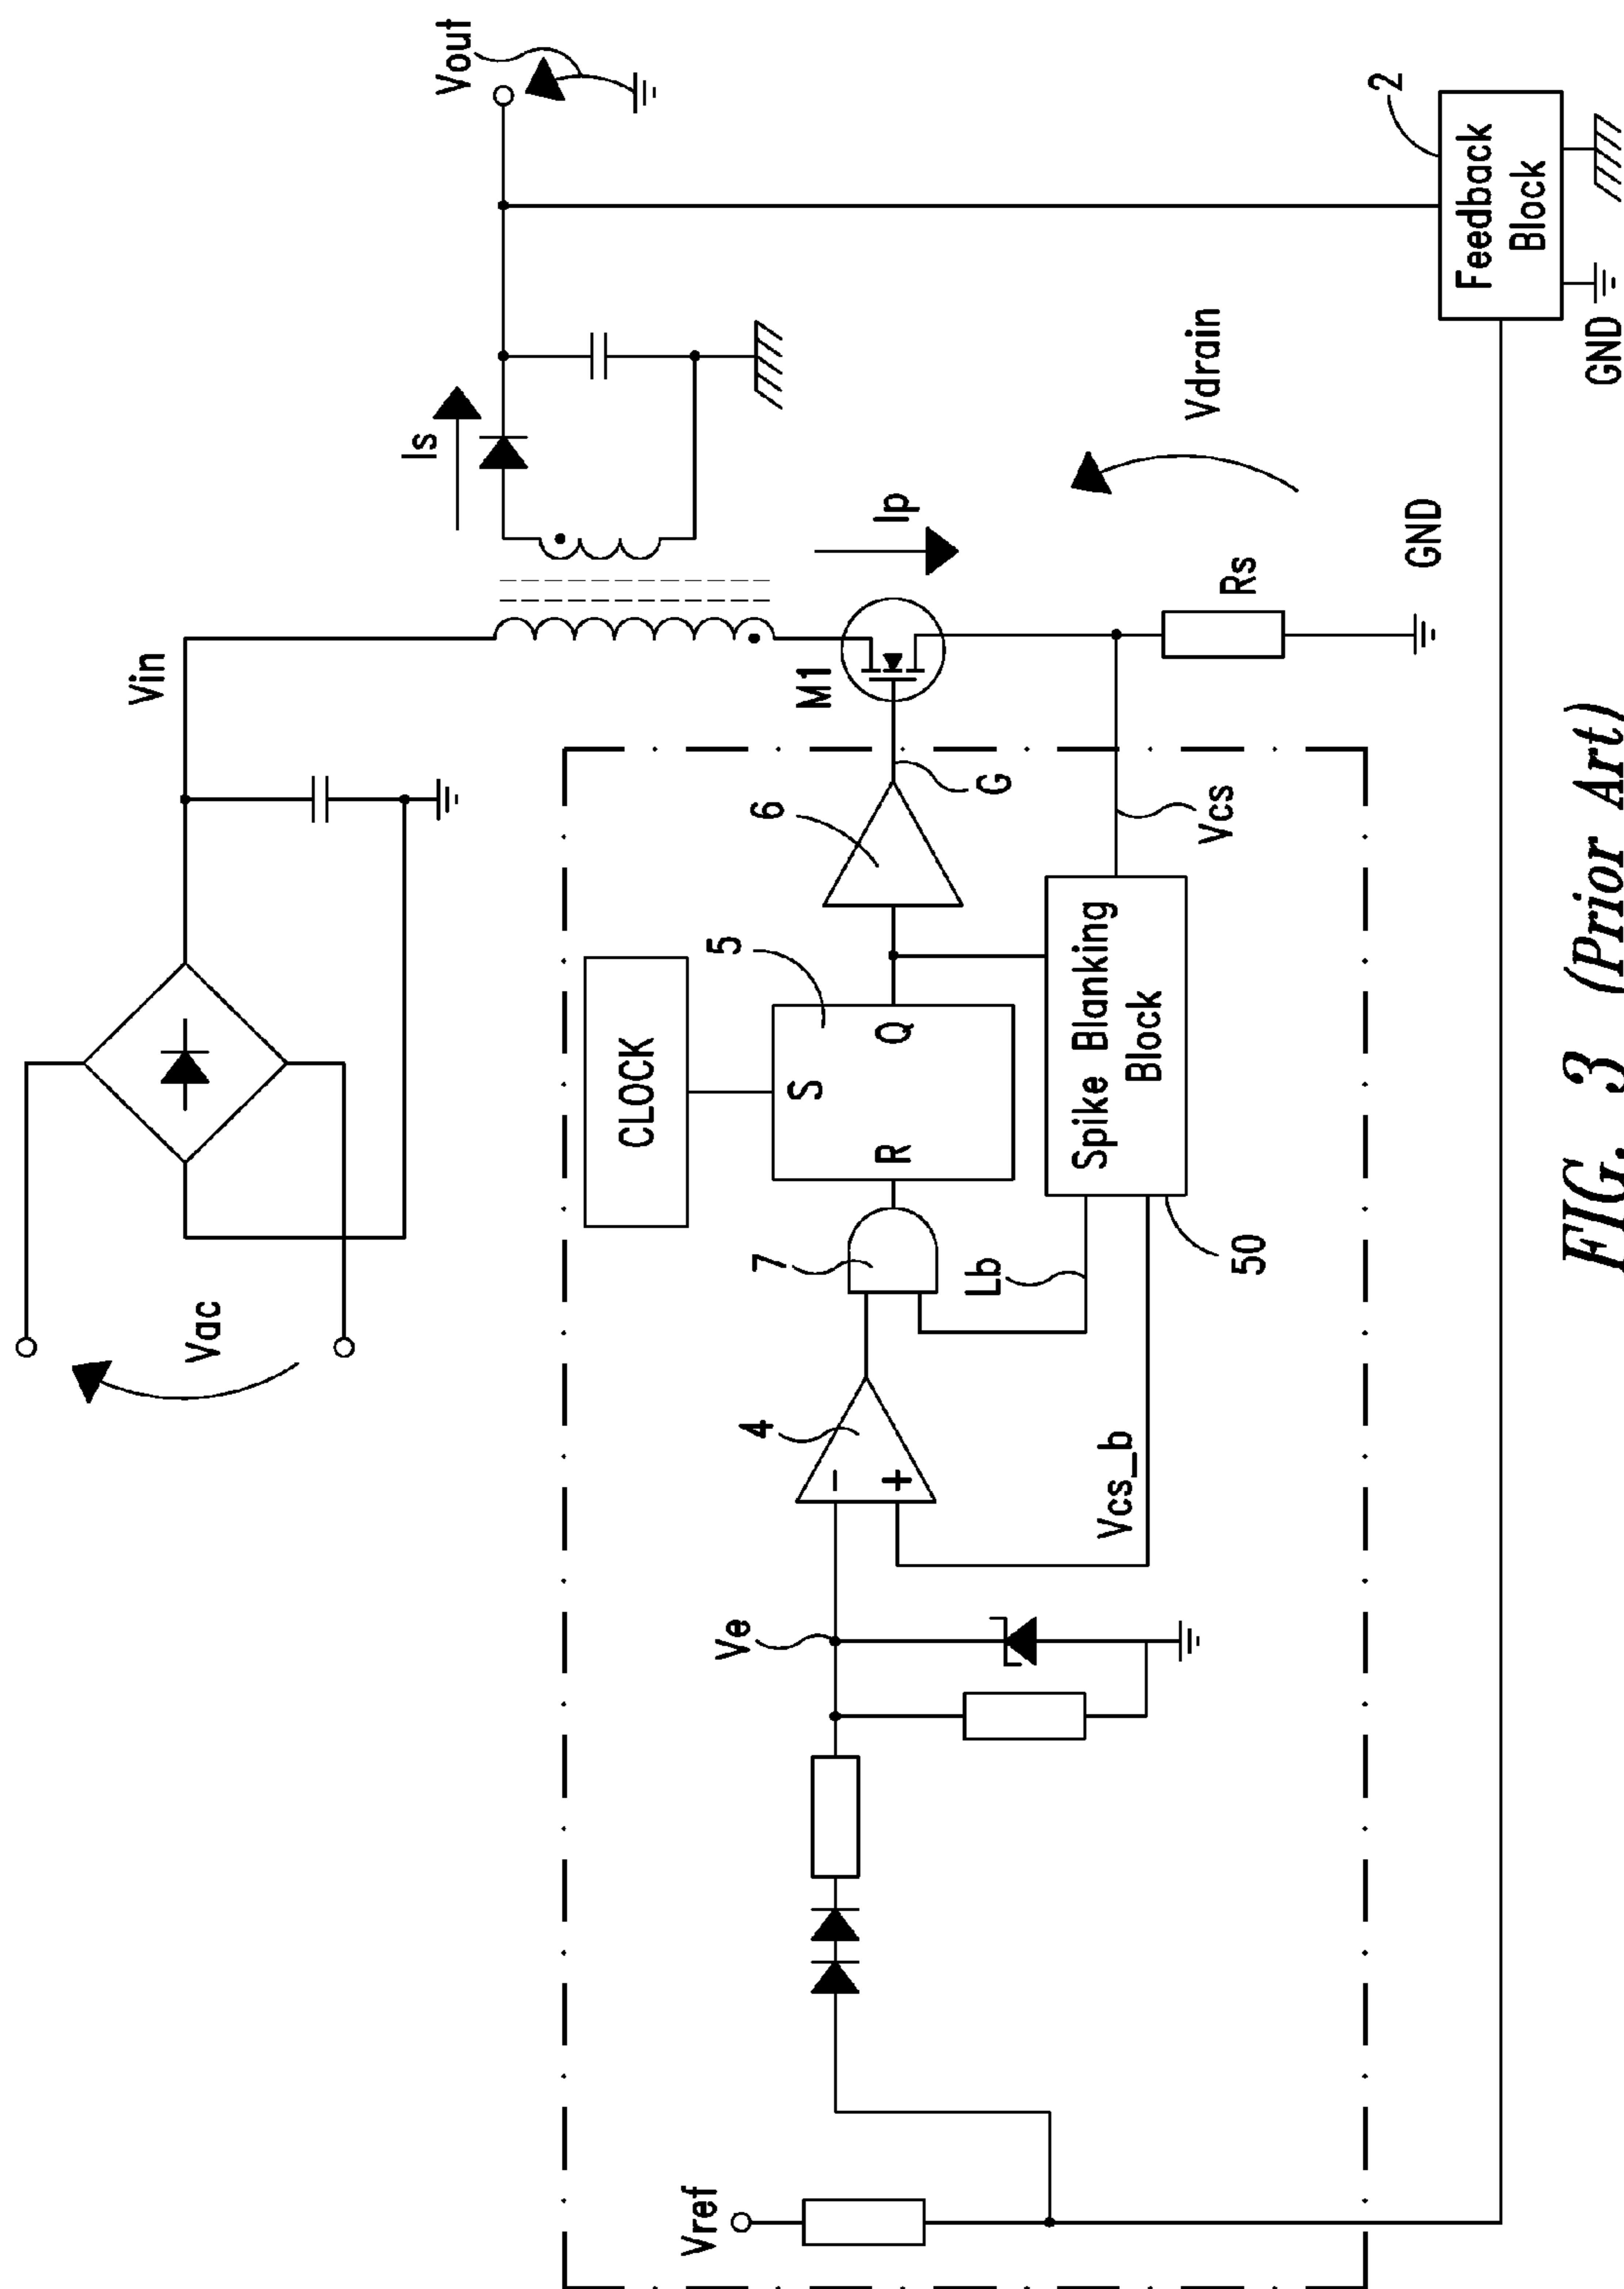 Vac
Vin
Vout
Is
Ip
M1
Vdrain
Rs
GND
2
Feedback
Block
GND
CLOCK
5
S
R
Q
6
G
7
Lb
4
-
+
Ve
Vcs_b
Spike Blanking
Block
50
Vcs
Vref
FIG. 3 (Prior Art)